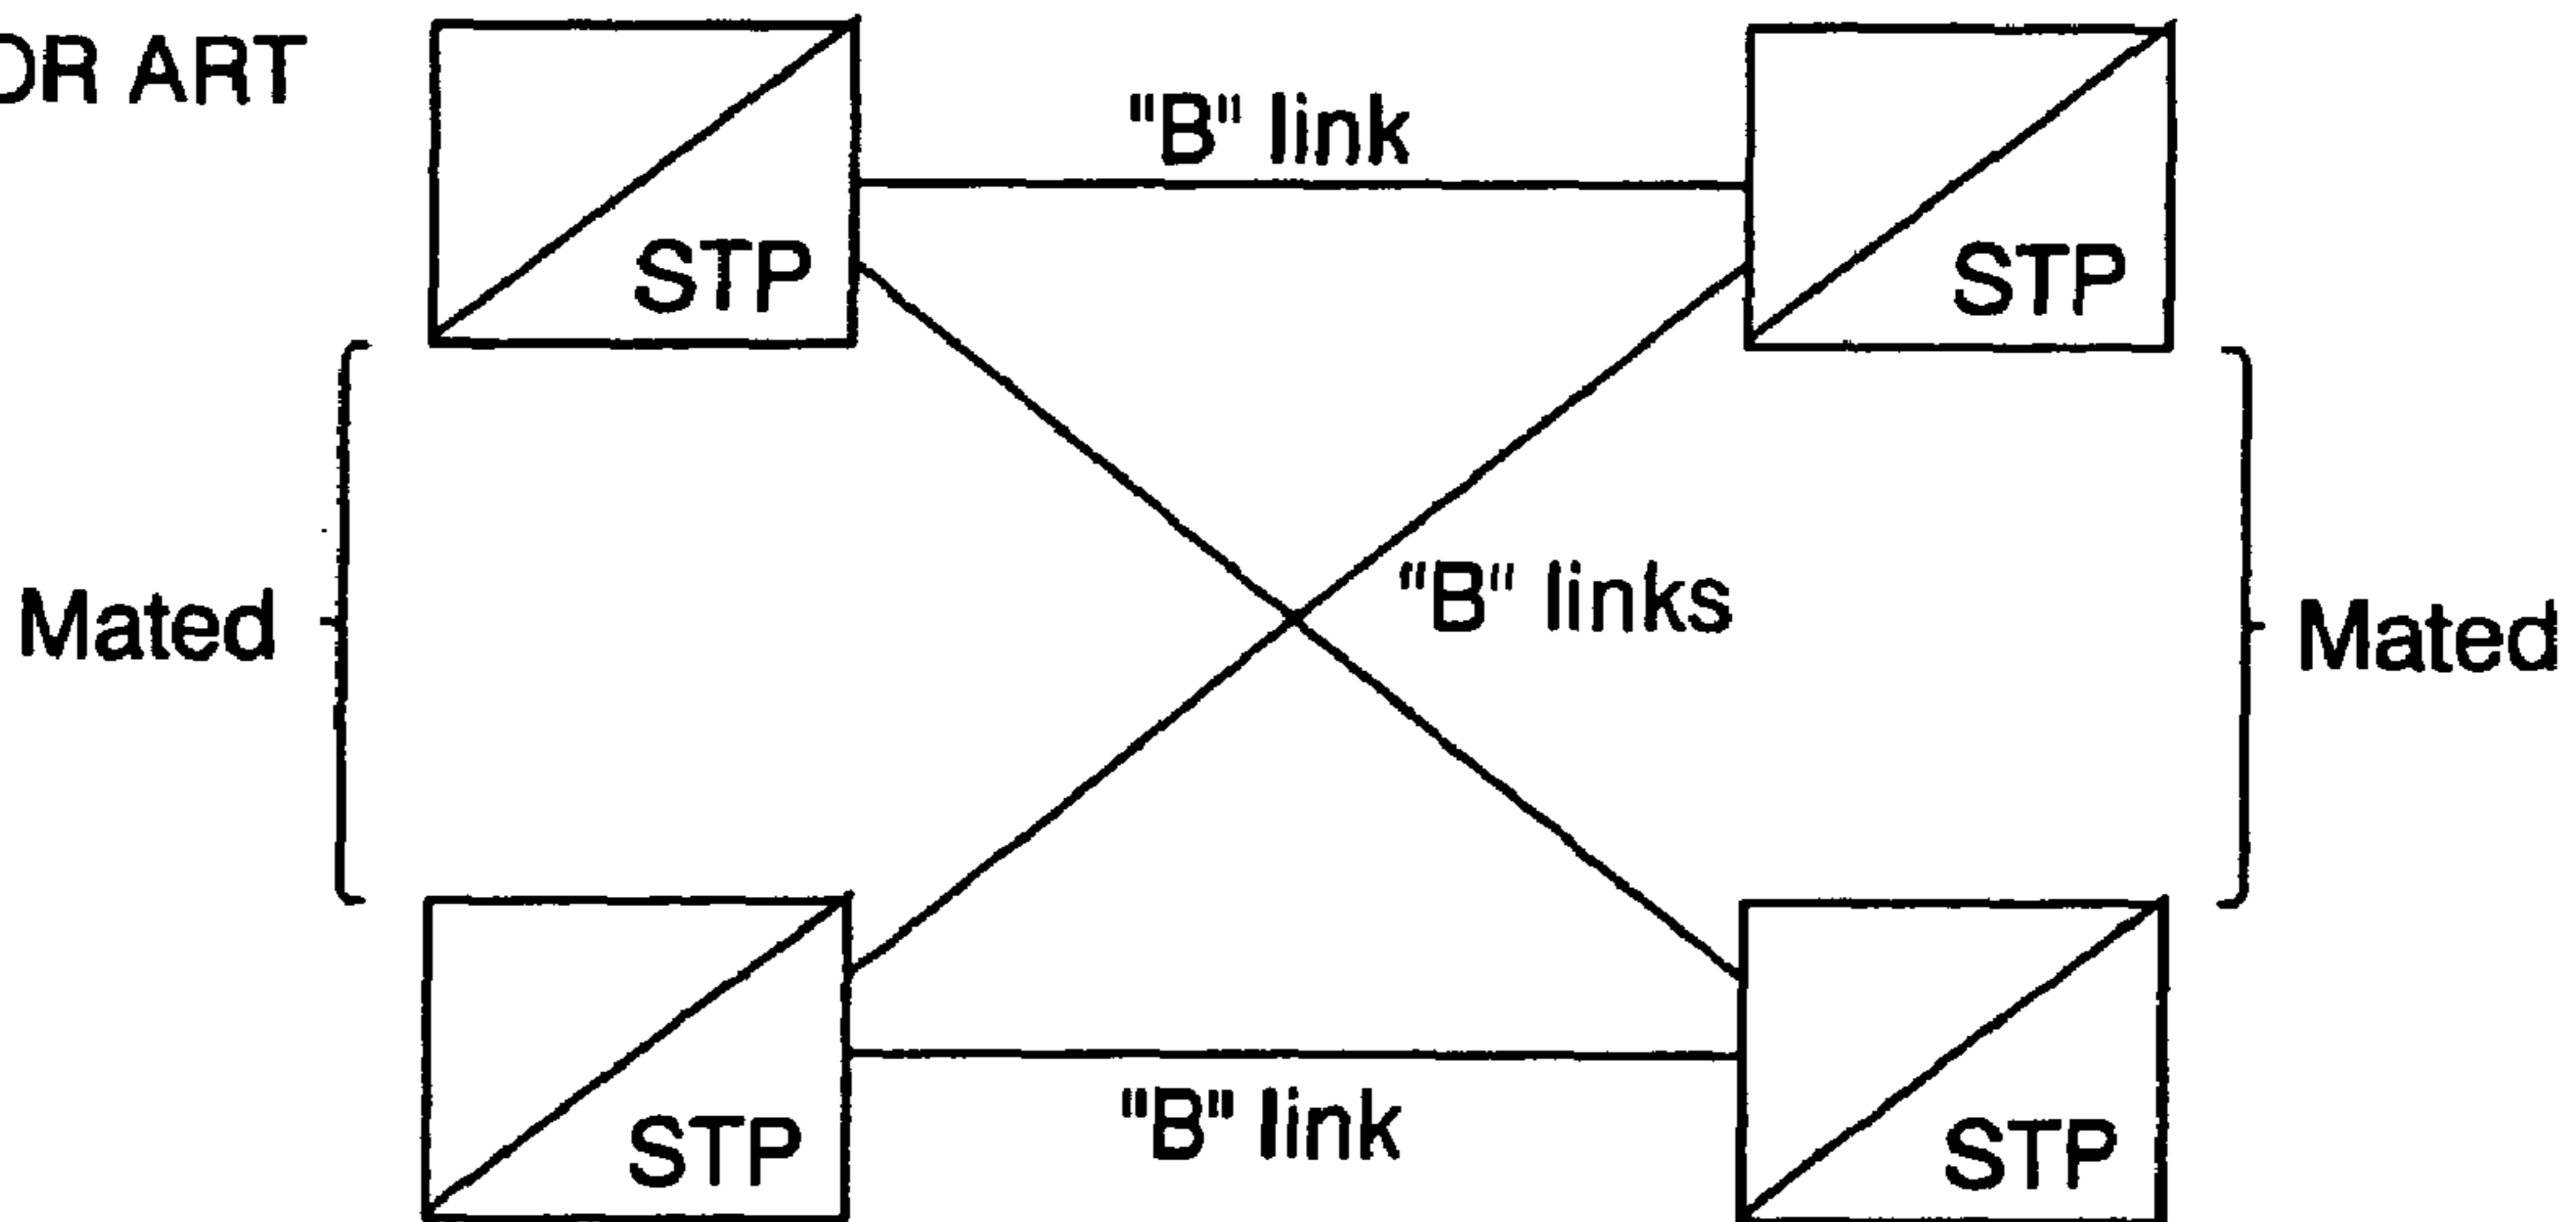 OR ART
"B" link
STP
STP
"B" links
Mated
Mated
"B" link
STP
STP